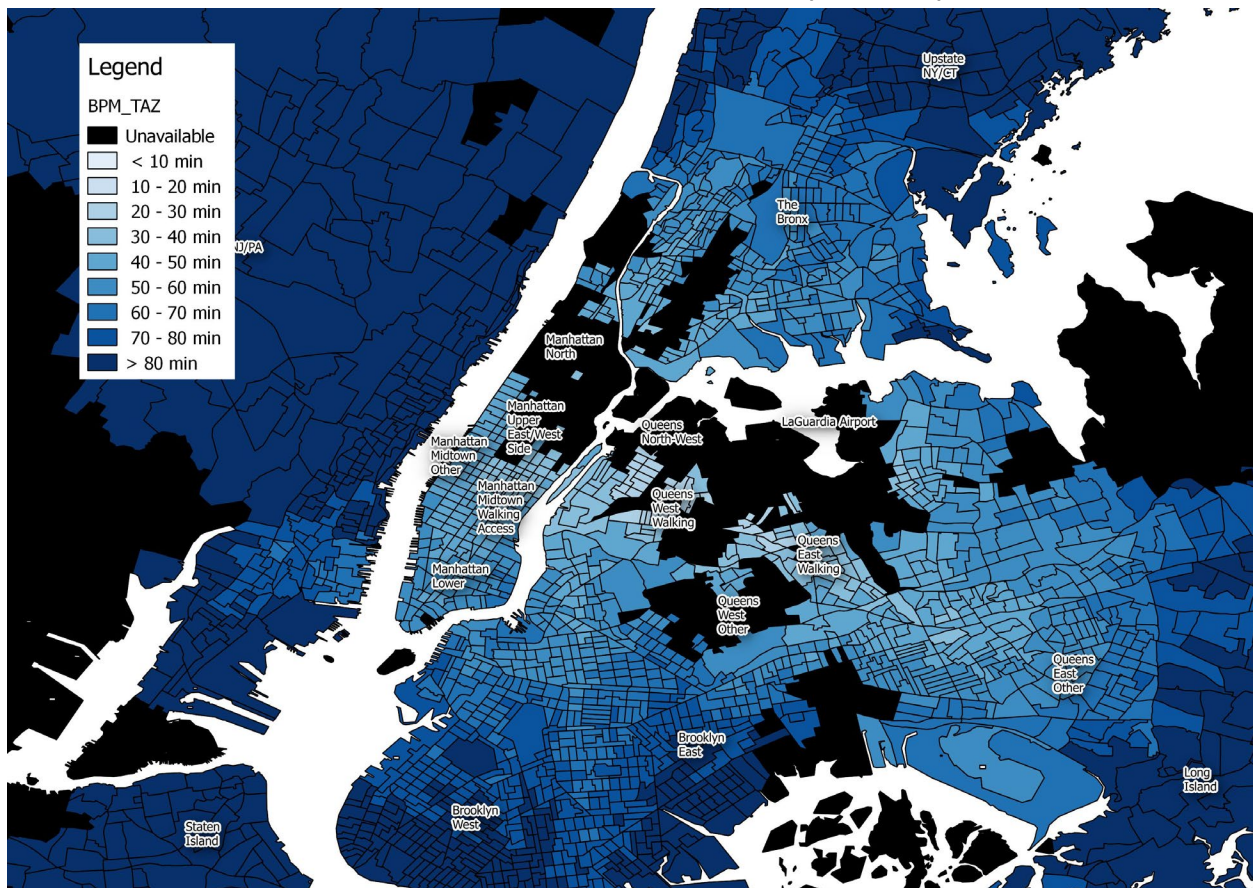 Legend
BPM_TAZ
Unavailable
< 10 min
10 - 20 min
20 - 30 min
30 - 40 min
40 - 50 min
50 - 60 min
60 - 70 min
70 - 80 min
> 80 min
Upstate
NY/CT
The
Bronx
NJ/PA
Manhattan
North
Manhattan
Upper
East/West
Side
Queens
North-West
LaGuardia Airport
Manhattan
Midtown
Other
Manhattan
Midtown
Walking
Access
Queens
West
Walking
Queens
East
Walking
Manhattan
Lower
Queens
West
Other
Queens
East
Other
Brooklyn
East
Long
Island
Brooklyn
West
Staten
Island